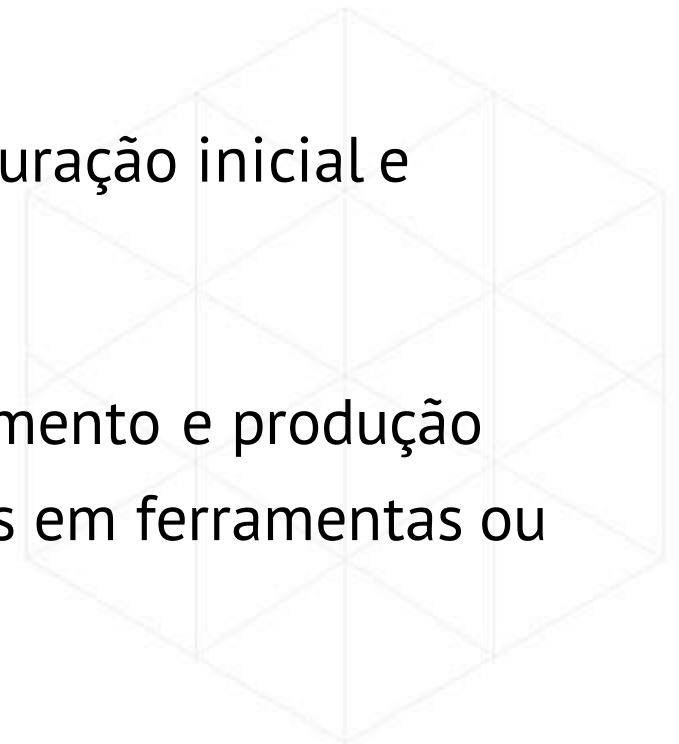 uração inicial e
mento e produção
s em ferramentas ou